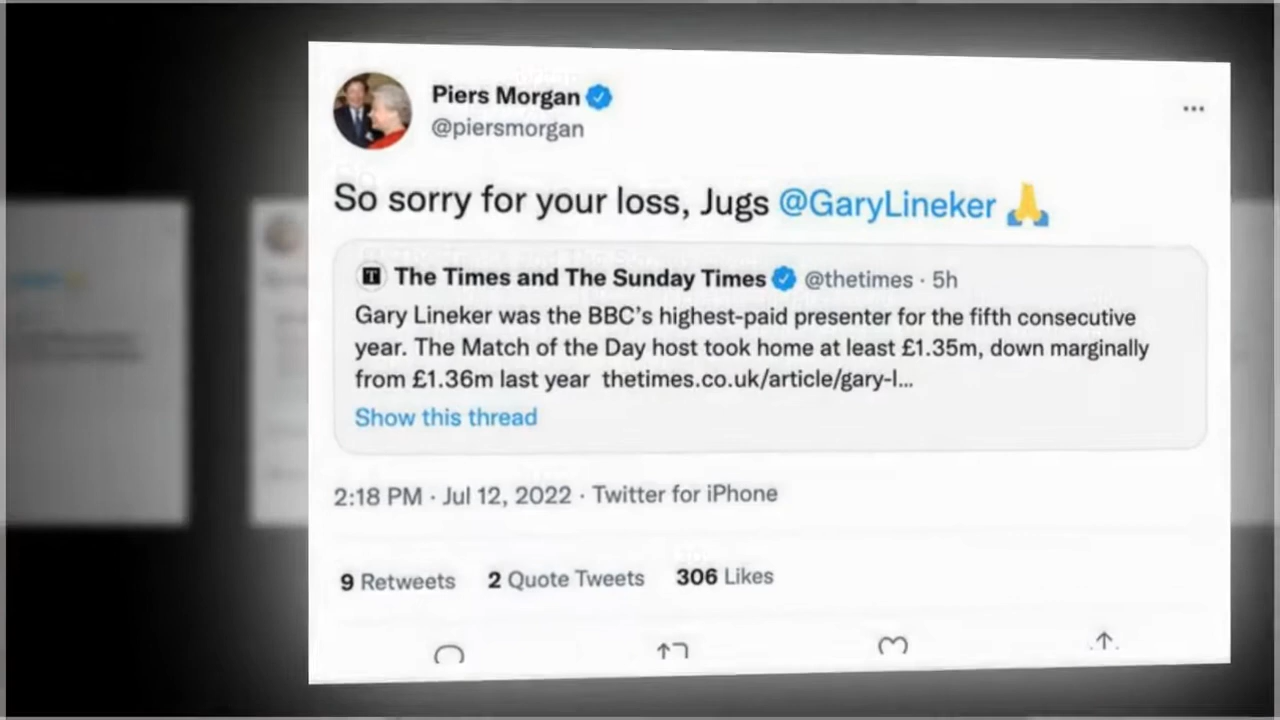 Piers Morgan
@piersmorgan
So sorry for your loss, Jugs @GaryLineker 🙏
The Times and The Sunday Times @thetimes · 5h
Gary Lineker was the BBC's highest-paid presenter for the fifth consecutive
year. The Match of the Day host took home at least £1.35m, down marginally
from £1.36m last year thetimes.co.uk/article/gary-l...
Show this thread
2:18 PM · Jul 12, 2022 · Twitter for iPhone
9 Retweets 2 Quote Tweets 306 Likes